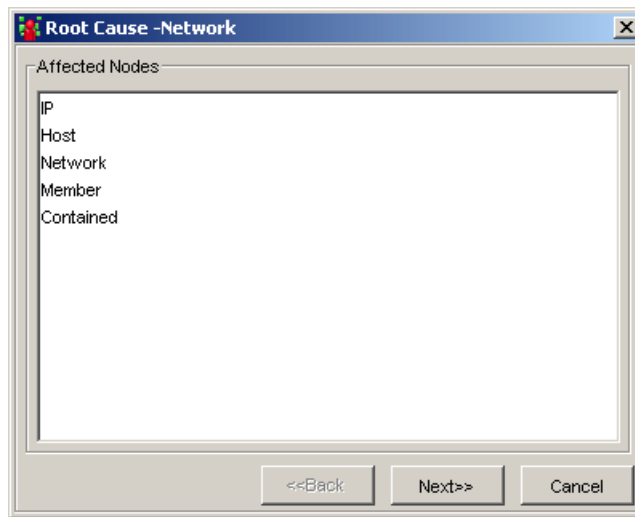 Root Cause -Network
Affected Nodes
IP
Host
Network
Member
Contained
<<Back
Next>>
Cancel